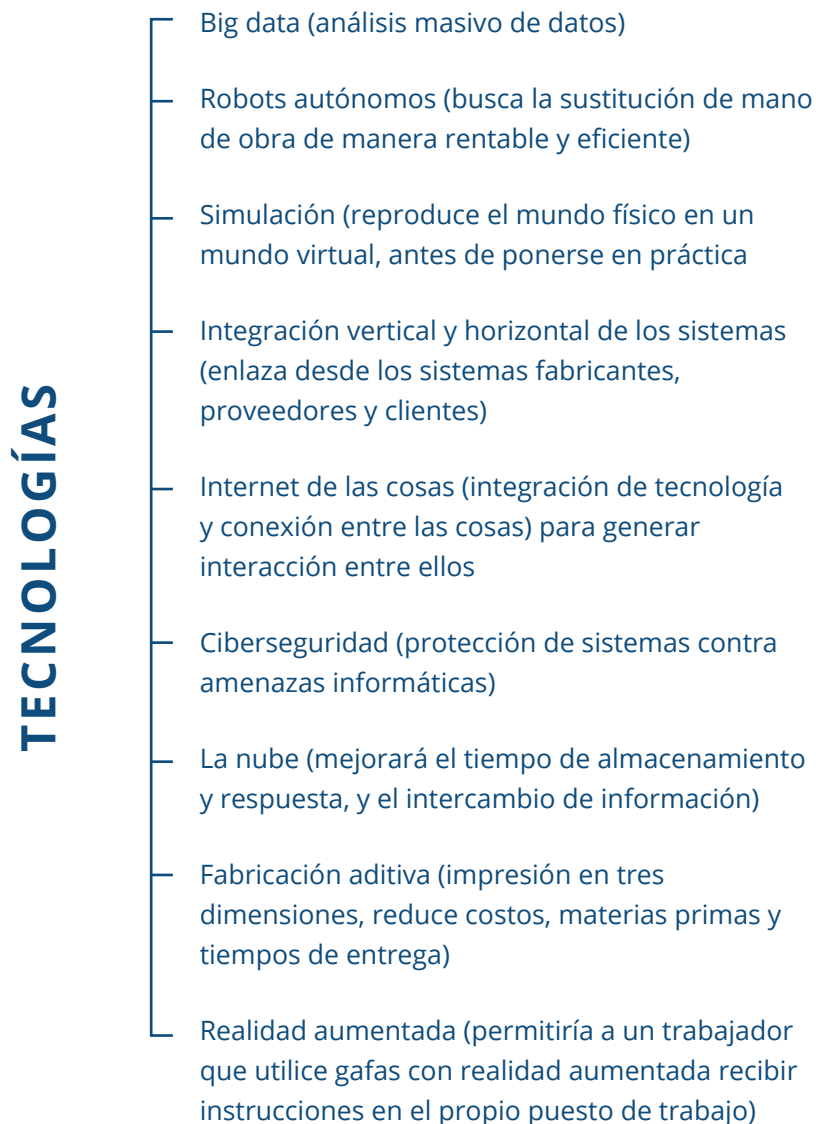 TECNOLOGÍAS
Big data (análisis masivo de datos)
Robots autónomos (busca la sustitución de mano
de obra de manera rentable y eficiente)
Simulación (reproduce el mundo físico en un
mundo virtual, antes de ponerse en práctica
Integración vertical y horizontal de los sistemas
(enlaza desde los sistemas fabricantes,
proveedores y clientes)
Internet de las cosas (integración de tecnología
y conexión entre las cosas) para generar
interacción entre ellos
Ciberseguridad (protección de sistemas contra
amenazas informáticas)
La nube (mejorará el tiempo de almacenamiento
y respuesta, y el intercambio de información)
Fabricación aditiva (impresión en tres
dimensiones, reduce costos, materias primas y
tiempos de entrega)
Realidad aumentada (permitiría a un trabajador
que utilice gafas con realidad aumentada recibir
instrucciones en el propio puesto de trabajo)